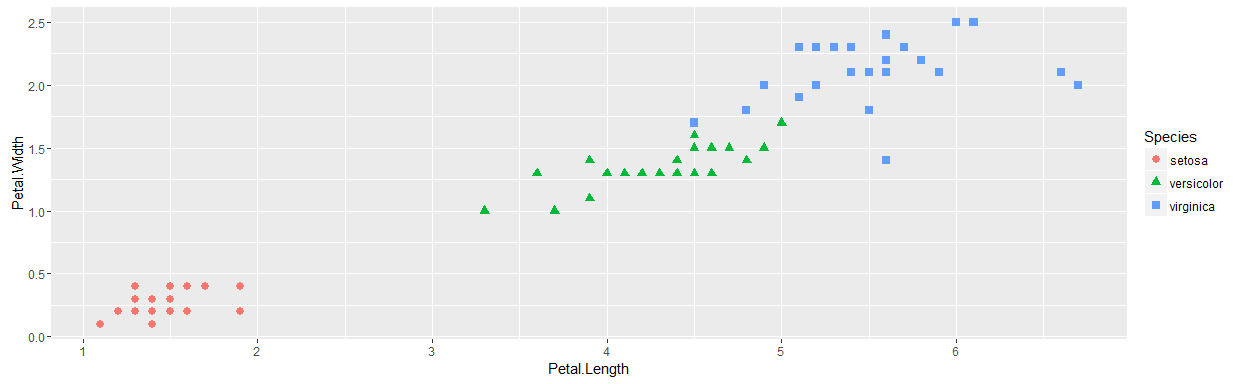 Petal.Width
2.5
2.0
1.5
1.0
0.5
0.0
1 2 3 4 5 6
Petal.Length
Species
setosa
versicolor
virginica